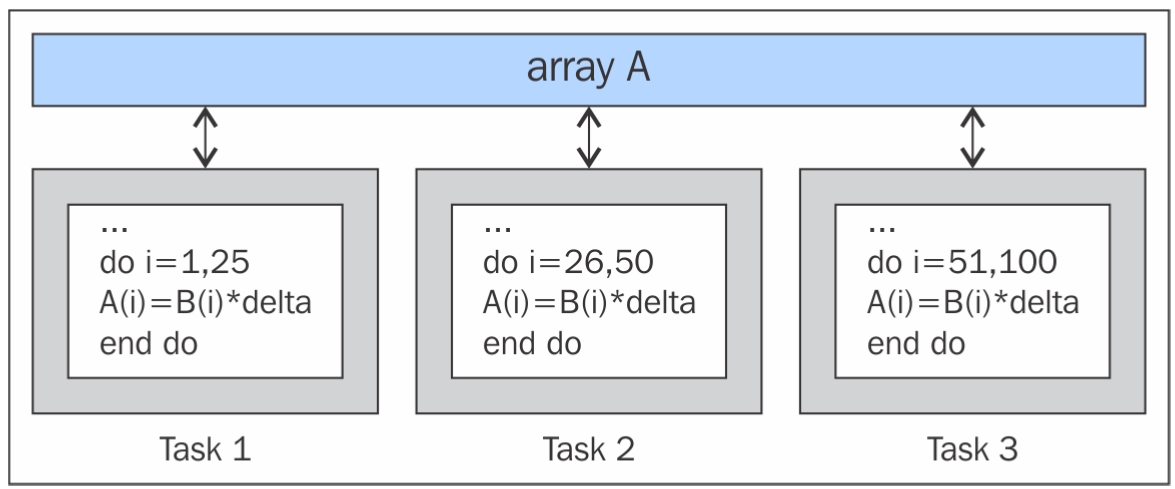 array A
...
do i=1,25
A(i)=B(i)*delta
end do
...
do i=26,50
A(i)=B(i)*delta
end do
...
do i=51,100
A(i)=B(i)*delta
end do
Task 1
Task 2
Task 3